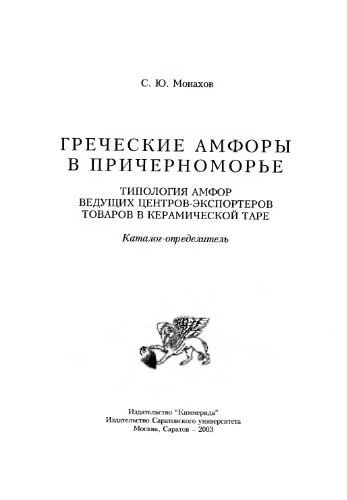 С. Ю. Монахов
ГРЕЧЕСКИЕ АМФОРЫ
В ПРИЧЕРНОМОРЬЕ
ТИПОЛОГИЯ АМФОР
ВЕДУЩИХ ЦЕНТРОВ-ЭКСПОРТЕРОВ
ТОВАРОВ В КЕРАМИЧЕСКОЙ ТАРЕ
Каталог-определитель
Издательство "Киммерида"
Издательство Саратовского университета
Москва, Саратов – 2003